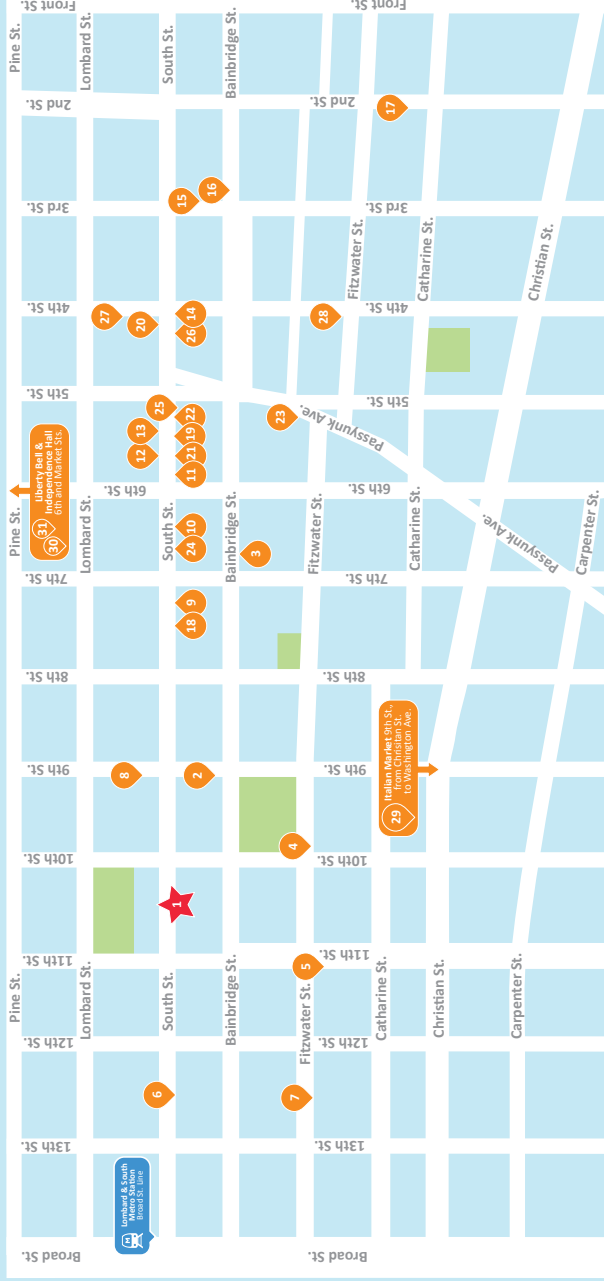 Front St.
Front St.
Pine St.
Lombard St.
South St.
Bainbridge St.
2nd St.
2nd St.
17
16
15
3rd St.
3rd St.
Fitzwater St.
Catharine St.
Christian St.
27
20
14
26
28
4th St.
4th St.
5th St.
5th St.
25
22
13
19
12
21
11
23
Passyunk Ave.
31
30
Liberty Bell &
Independence Hall
6th and Market Sts.
6th St.
6th St.
Pine St.
Lombard St.
South St.
Bainbridge St.
Fitzwater St.
Catharine St.
Passyunk Ave.
Carpenter St.
10
24
3
7th St.
7th St.
9
18
8th St.
8th St.
8
2
9th St.
9th St.
29
Italian Market 9th St.,
from Chrisitan St.
to Washington Ave.
4
10th St.
10th St.
1
11th St.
11th St.
5
Pine St.
Lombard St.
South St.
Bainbridge St.
Fitzwater St.
Catharine St.
Christian St.
Carpenter St.
12th St.
12th St.
6
7
13th St.
13th St.
M
Lombard & South
Metro Station
Broad St. Line
Broad St.
Broad St.